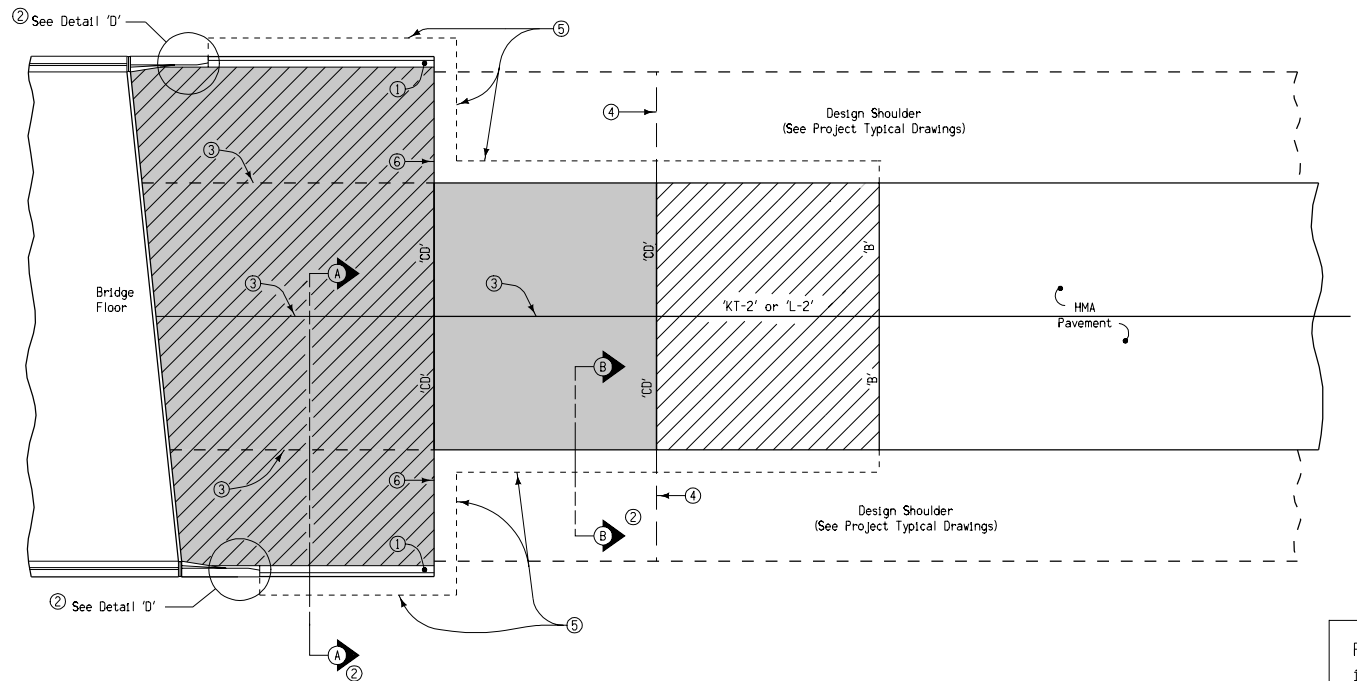 ② See Detail 'D'
⑤
①
④
Design Shoulder
(See Project Typical Drawings)
③
⑥
'CD'
'CD'
'B'
A
③
③
Bridge
Floor
'KT-2' or 'L-2'
HMA
Pavement
B
'CD'
'CD'
'B'
③
⑥
④
B ②
Design Shoulder
(See Project Typical Drawings)
①
② See Detail 'D'
⑤
A
②